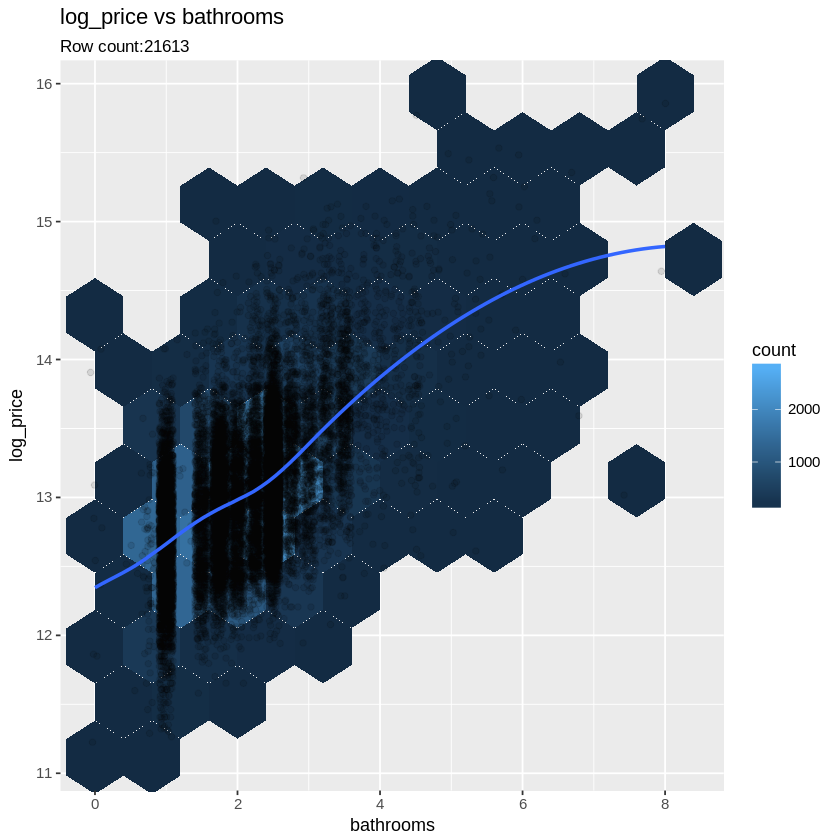 log_price vs bathrooms
Row count:21613
16
15
14
13
12
11
log_price
0 2 4 6 8
bathrooms
count
2000
1000